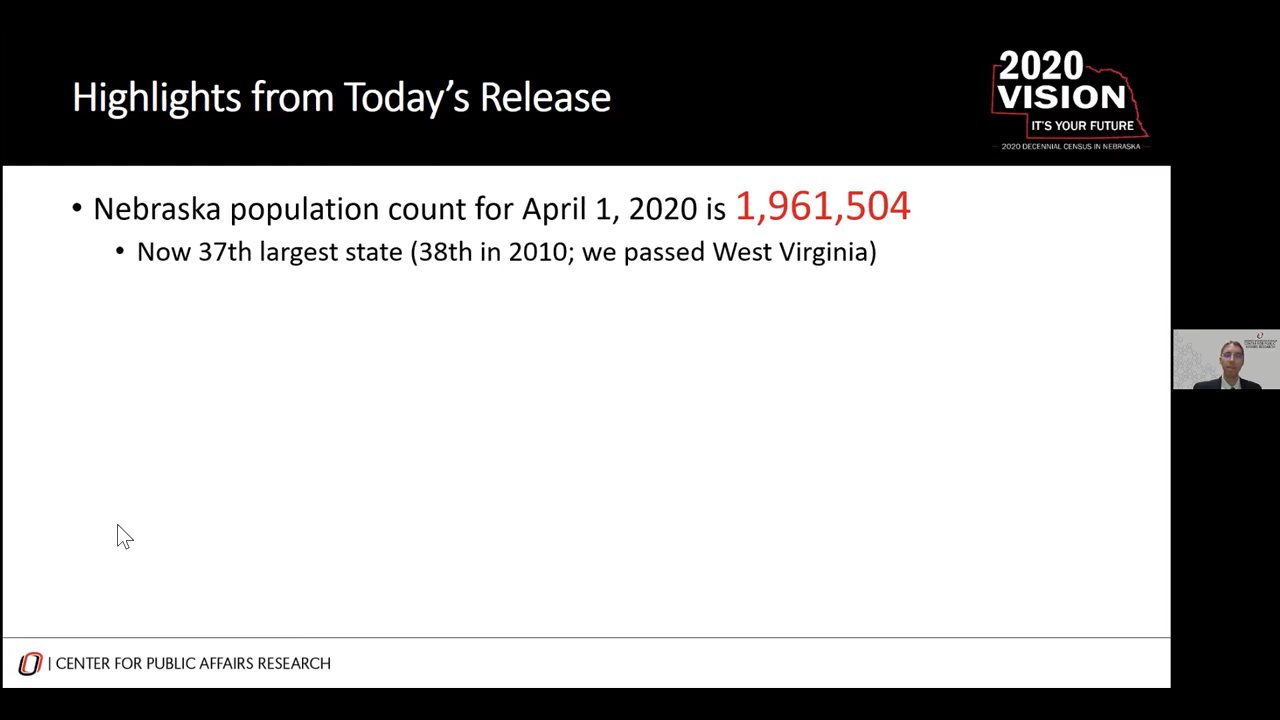 Highlights from Today's Release
2020
VISION
IT'S YOUR FUTURE
2020 DECENNIAL CENSUS IN NEBRASKA
• Nebraska population count for April 1, 2020 is 1,961,504
• Now 37th largest state (38th in 2010; we passed West Virginia)
| CENTER FOR PUBLIC AFFAIRS RESEARCH